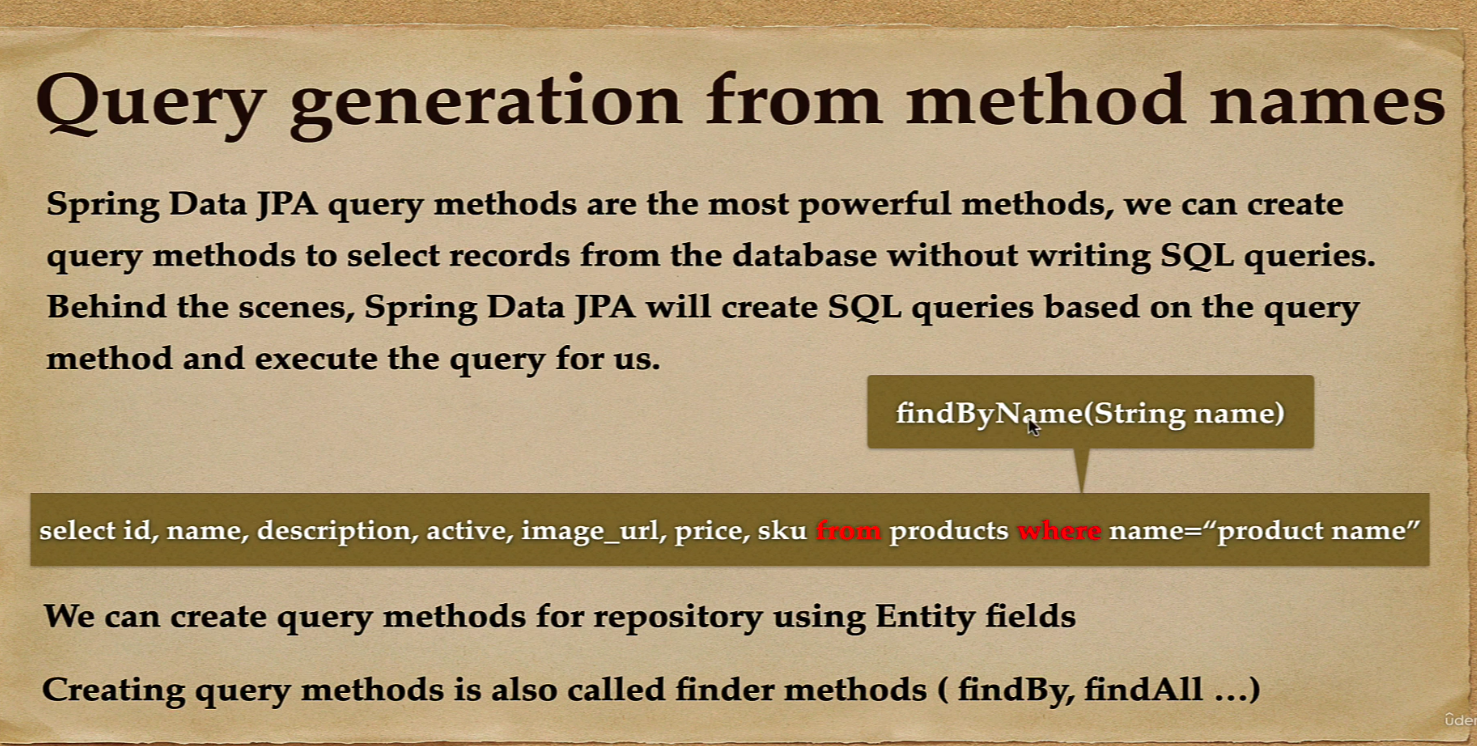 Query generation from method names
Spring Data JPA query methods are the most powerful methods, we can create
query methods to select records from the database without writing SQL queries.
Behind the scenes, Spring Data JPA will create SQL queries based on the query
method and execute the query for us.
findByName(String name)
select id, name, description, active, image_url, price, sku from products where name=“product name”
We can create query methods for repository using Entity fields
Creating query methods is also called finder methods ( findBy, findAll …)